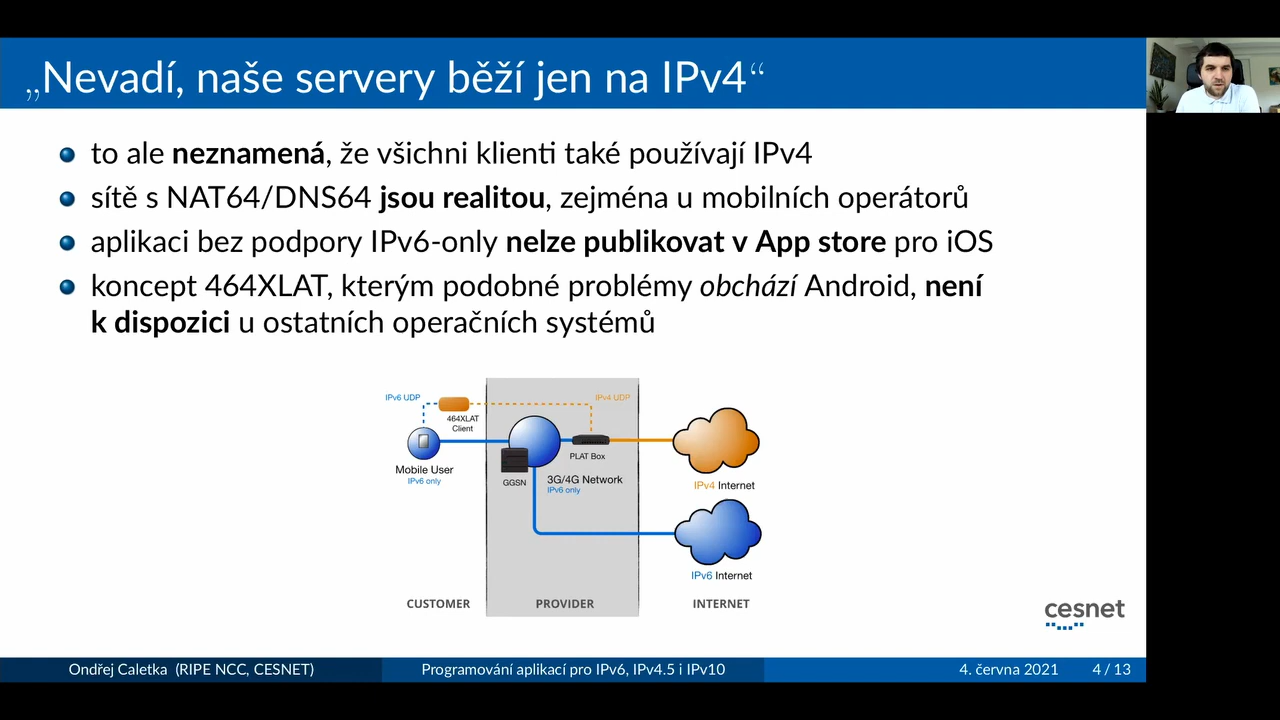 „Nevadí, naše servery běží jen na IPv4“
to ale neznamená, že všichni klienti také používají IPv4
sítě s NAT64/DNS64 jsou realitou, zejména u mobilních operátorů
aplikaci bez podpory IPv6-only nelze publikovat v App store pro iOS
koncept 464XLAT, kterým podobné problémy obchází Android, není
k dispozici u ostatních operačních systémů
IPv6 UDP
IPv4 UDP
464XLAT
Client
PLAT Box
Mobile User
IPv6 only
GGSN
3G/4G Network
IPv6 only
IPv4 Internet
IPv6 Internet
CUSTOMER
PROVIDER
INTERNET
cesnet
Ondřej Caletka (RIPE NCC, CESNET)
Programování aplikací pro IPv6, IPv4.5 i IPv10
4. června 2021
4 / 13